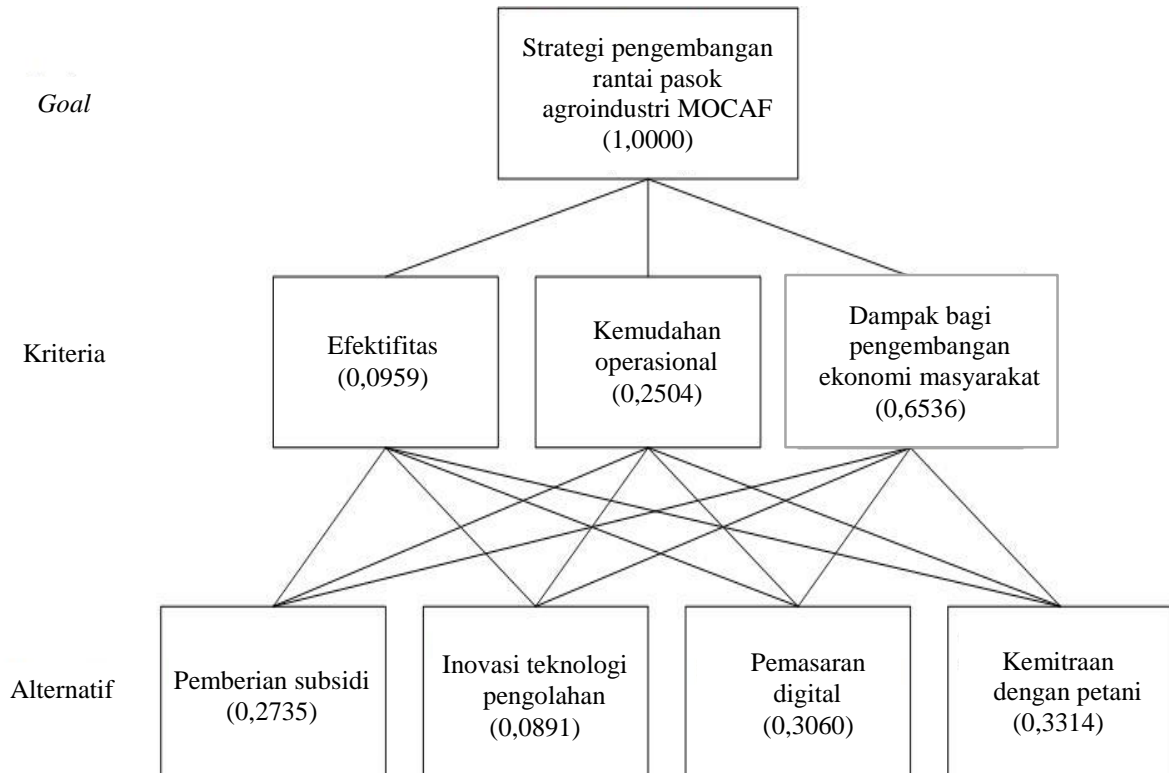 Strategi pengembangan
rantai pasok
agroindustri MOCAF
(1,0000)
Goal
Kriteria
Efektifitas
(0,0959)
Kemudahan
operasional
(0,2504)
Dampak bagi
pengembangan
ekonomi masyarakat
(0,6536)
Alternatif
Pemberian subsidi
(0,2735)
Inovasi teknologi
pengolahan
(0,0891)
Pemasaran
digital
(0,3060)
Kemitraan
dengan petani
(0,3314)